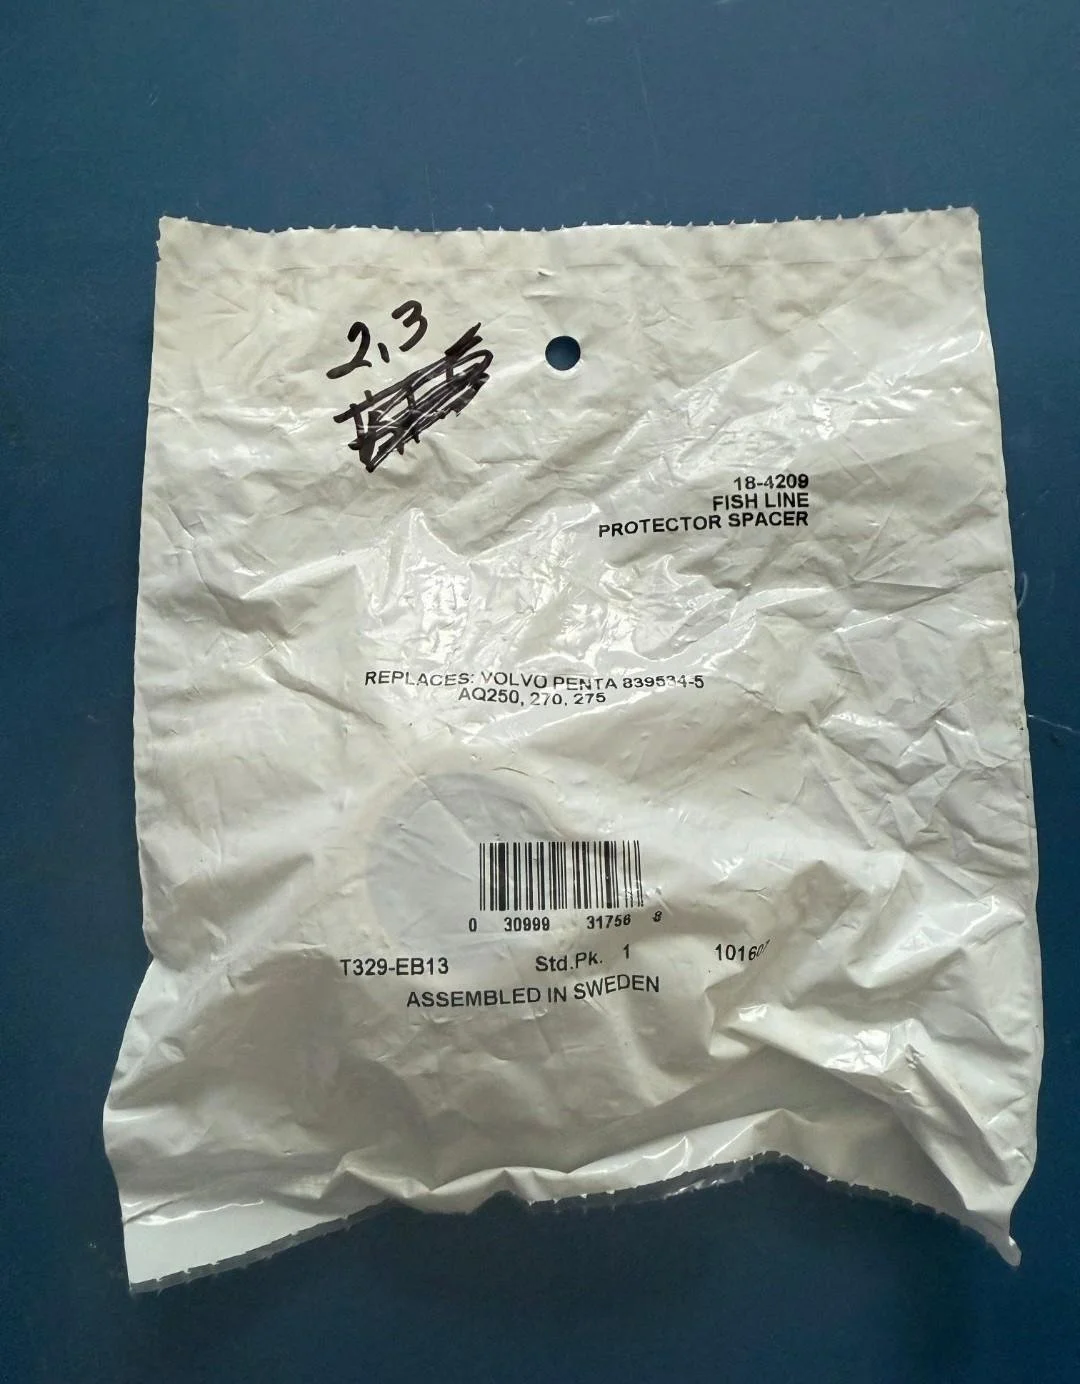 2,3
18-4209
FISH LINE
PROTECTOR SPACER
REPLACES: VOLVO PENTA 839534-5
AQ250, 270, 275
0 30999 31756 8
T329-EB13 Std.Pk. 1 101607
ASSEMBLED IN SWEDEN